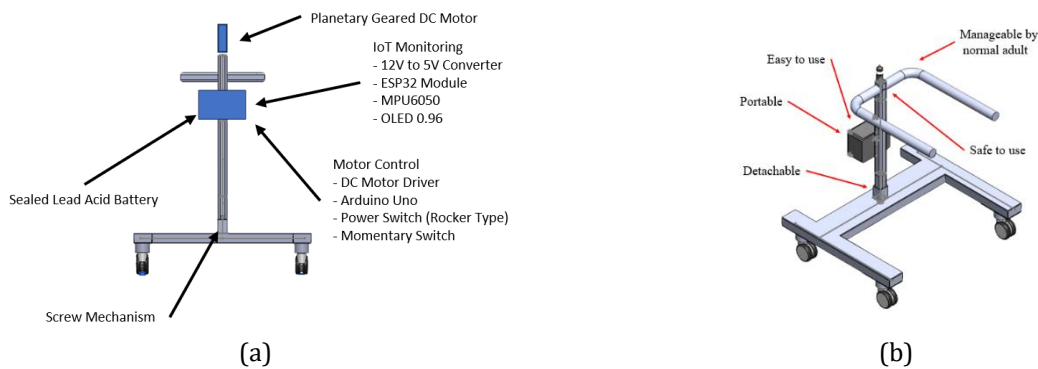 Planetary Geared DC Motor
IoT Monitoring
- 12V to 5V Converter
- ESP32 Module
- MPU6050
- OLED 0.96
Motor Control
- DC Motor Driver
- Arduino Uno
- Power Switch (Rocker Type)
- Momentary Switch
Sealed Lead Acid Battery
Screw Mechanism
(a)
Manageable by
normal adult
Easy to use
Portable
Safe to use
Detachable
(b)